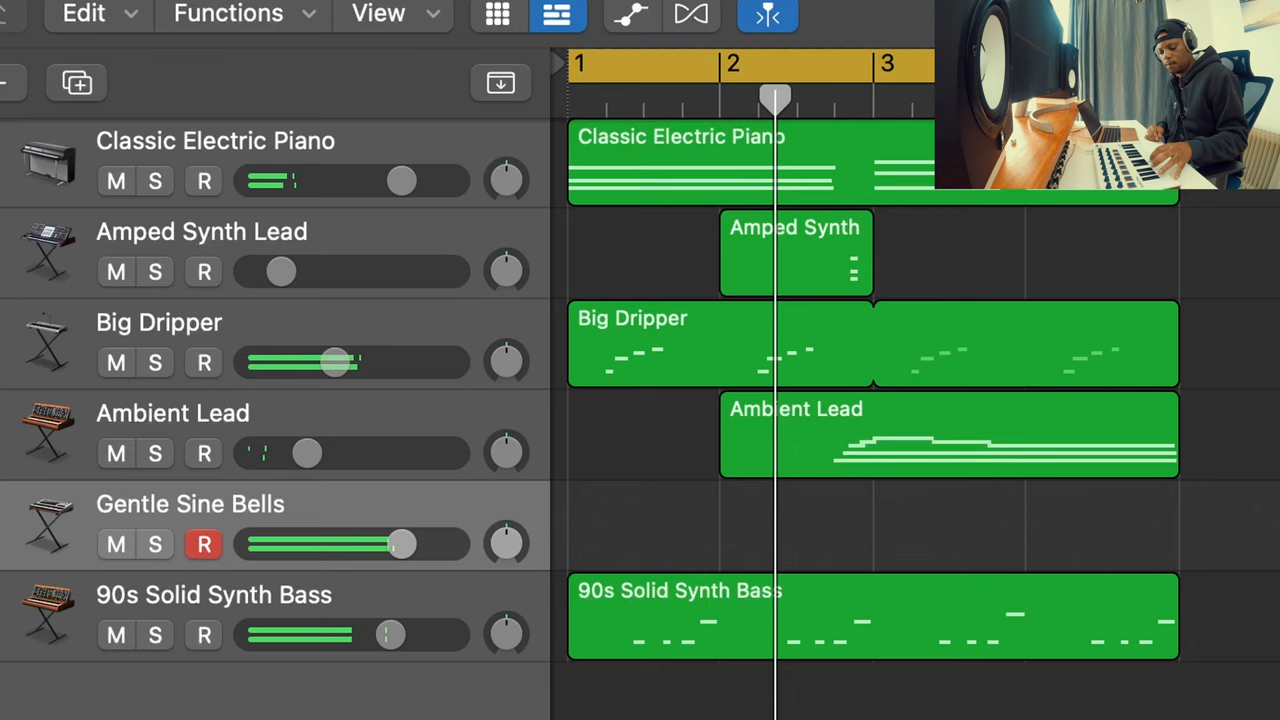 Edit Functions View
1 2 3
Classic Electric Piano
M S R
Classic Electric Piano
Amped Synth Lead
M S R
Amped Synth
Big Dripper
M S R
Big Dripper
Ambient Lead
M S R
Ambient Lead
Gentle Sine Bells
M S R
90s Solid Synth Bass
M S R
90s Solid Synth Bass